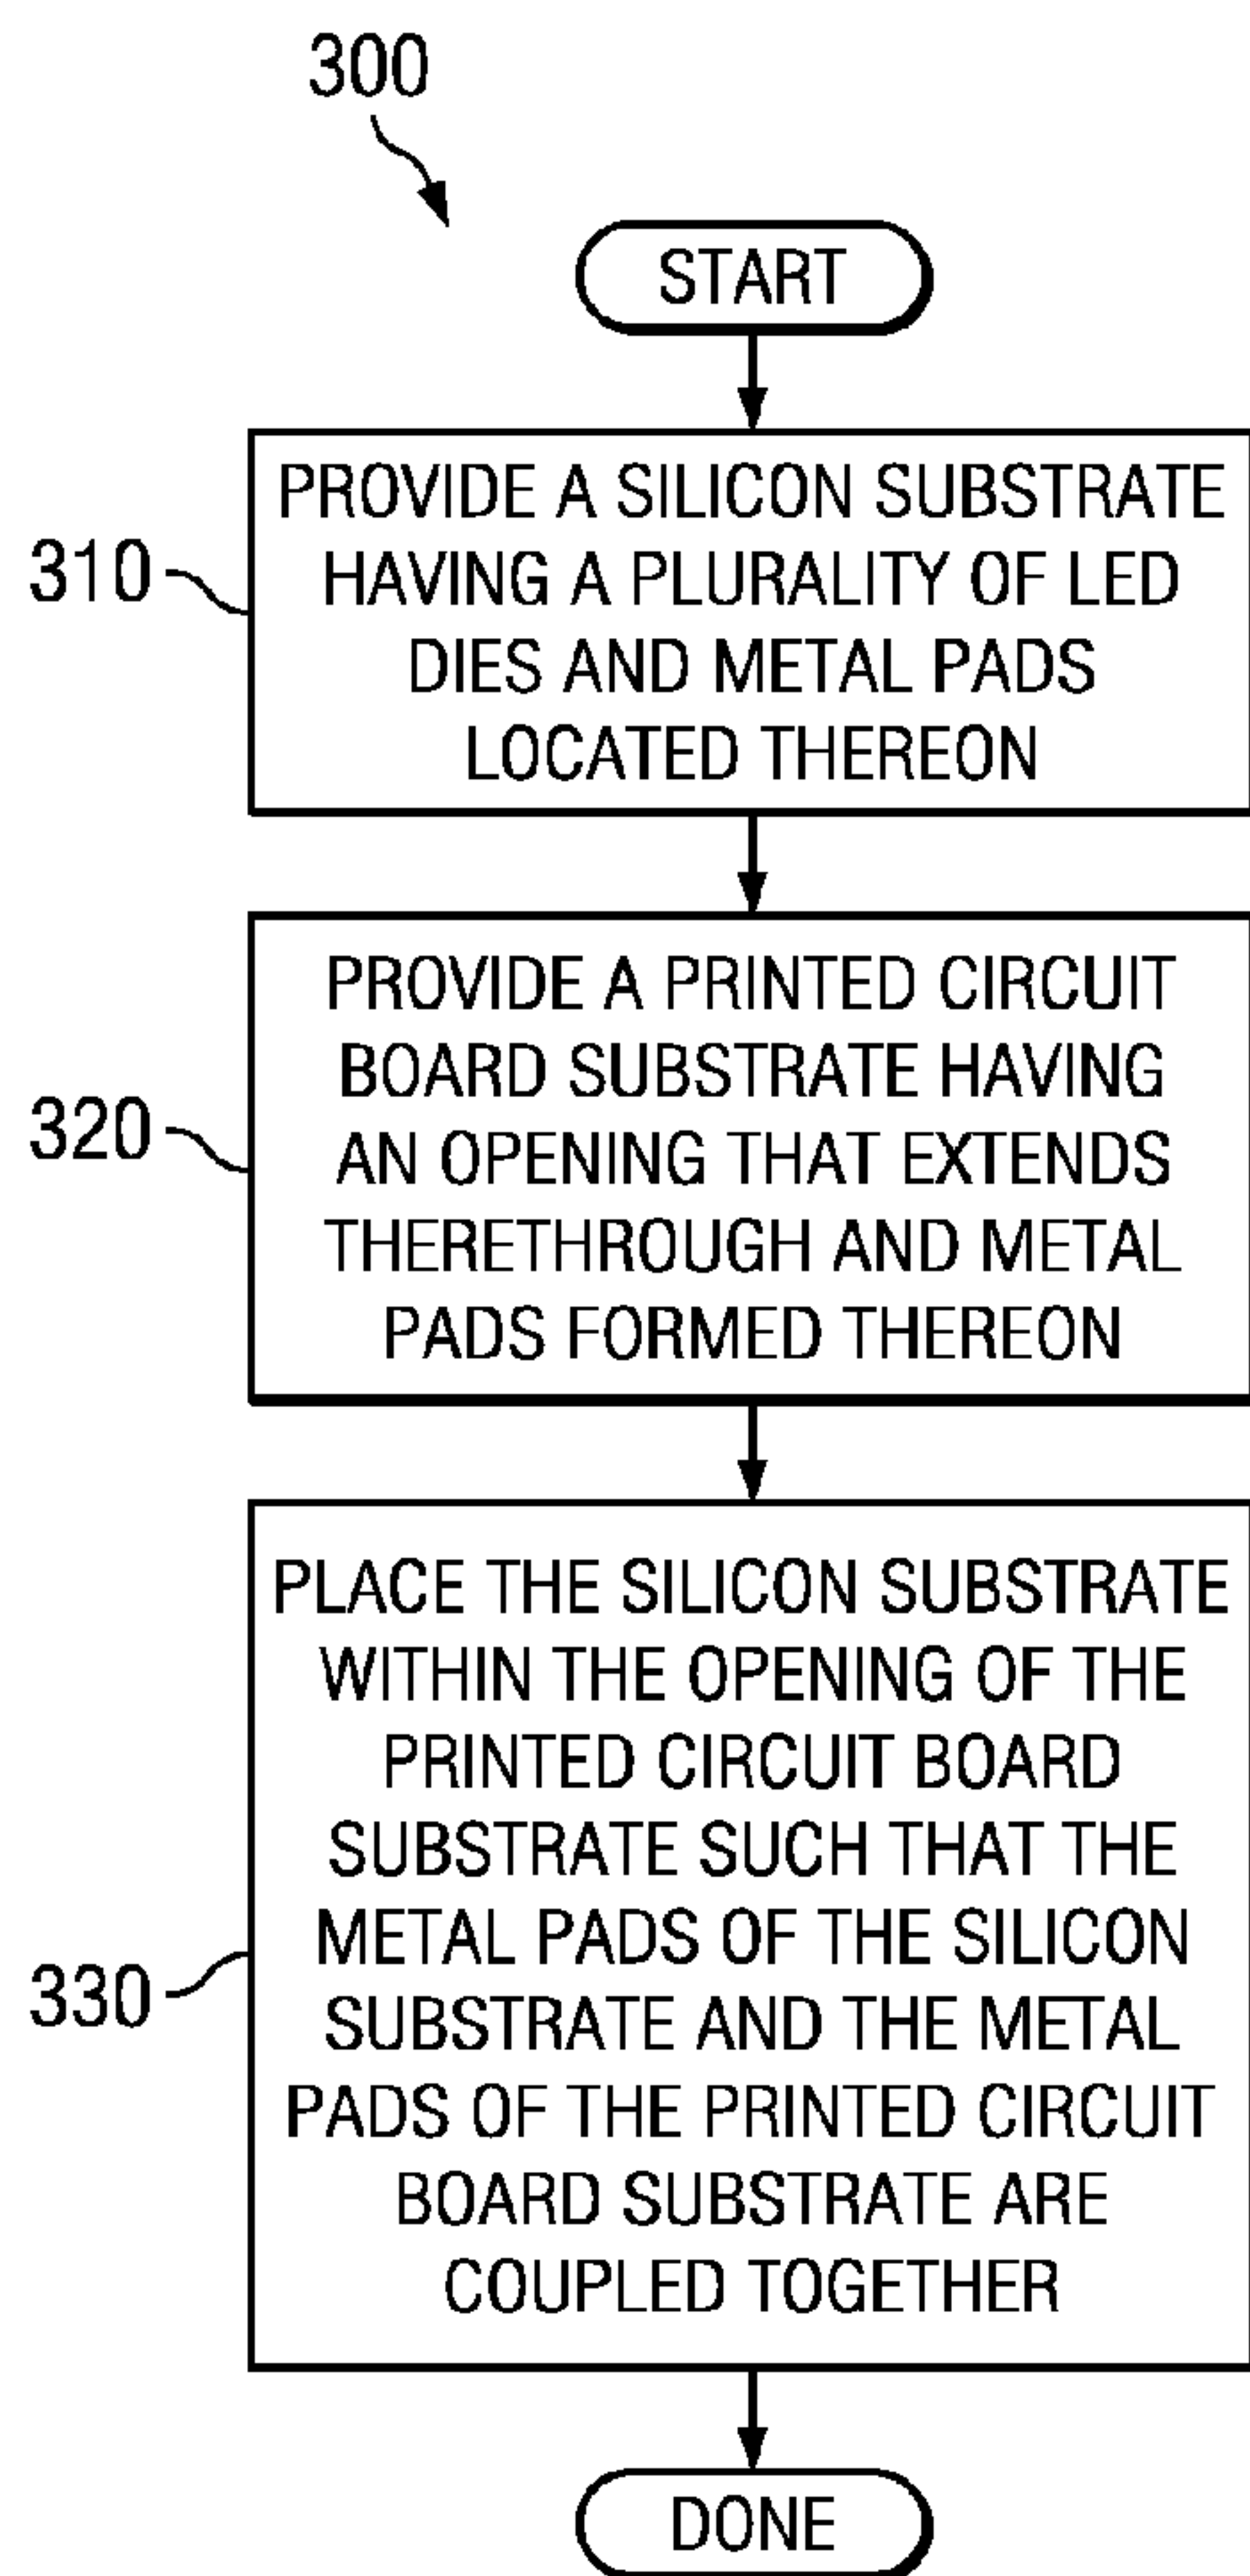 300
START
310
PROVIDE A SILICON SUBSTRATE
HAVING A PLURALITY OF LED
DIES AND METAL PADS
LOCATED THEREON
320
PROVIDE A PRINTED CIRCUIT
BOARD SUBSTRATE HAVING
AN OPENING THAT EXTENDS
THERETHROUGH AND METAL
PADS FORMED THEREON
330
PLACE THE SILICON SUBSTRATE
WITHIN THE OPENING OF THE
PRINTED CIRCUIT BOARD
SUBSTRATE SUCH THAT THE
METAL PADS OF THE SILICON
SUBSTRATE AND THE METAL
PADS OF THE PRINTED CIRCUIT
BOARD SUBSTRATE ARE
COUPLED TOGETHER
DONE